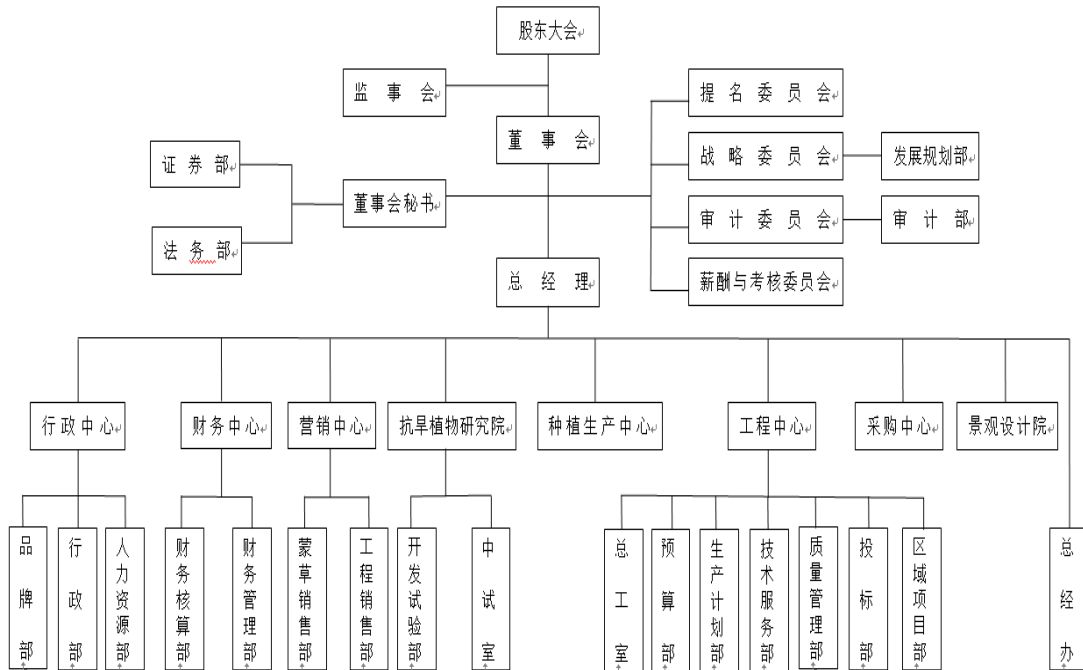 股东大会
监事会
提名委员会
董事会
战略委员会
发展规划部
证券部
董事会秘书
审计委员会
审计部
法务部
总经理
薪酬与考核委员会
行政中心
财务中心
营销中心
抗旱植物研究院
种植生产中心
工程中心
采购中心
景观设计院
品牌部
行政部
人力资源部
财务核算部
财务管理部
蒙草销售部
工程销售部
开发试验部
中试室
总工室
预算部
生产计划部
技术服务部
质量管理部
投标部
区域项目部
总经办